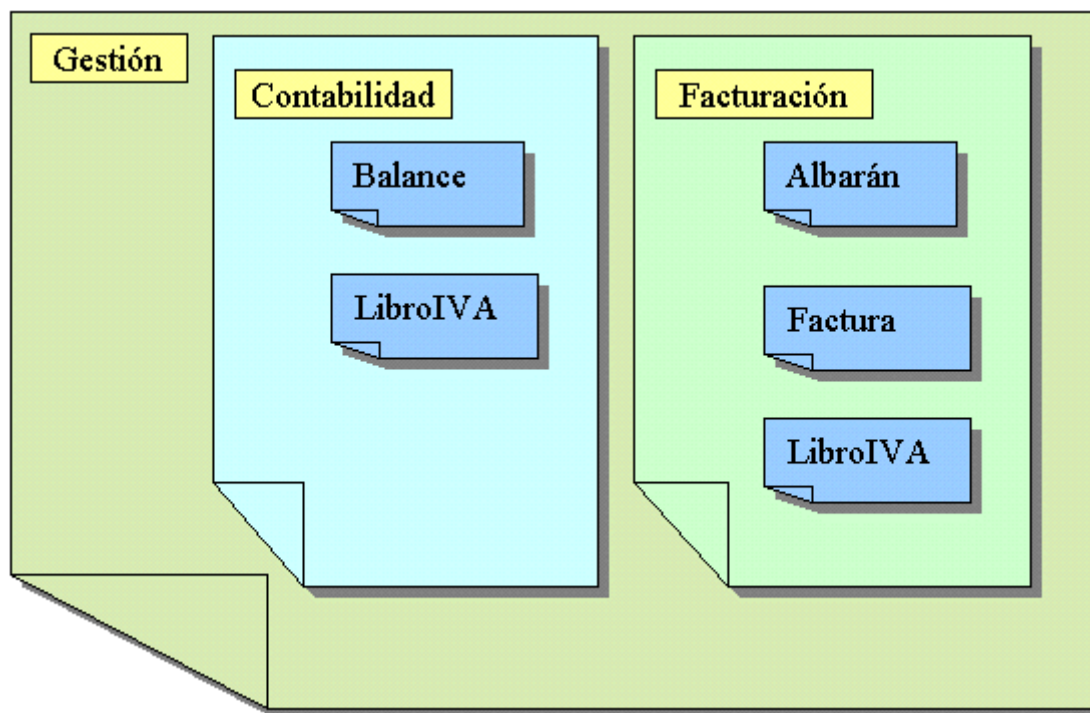 Gestión
Contabilidad
Balance
LibroIVA
Facturación
Albarán
Factura
LibroIVA